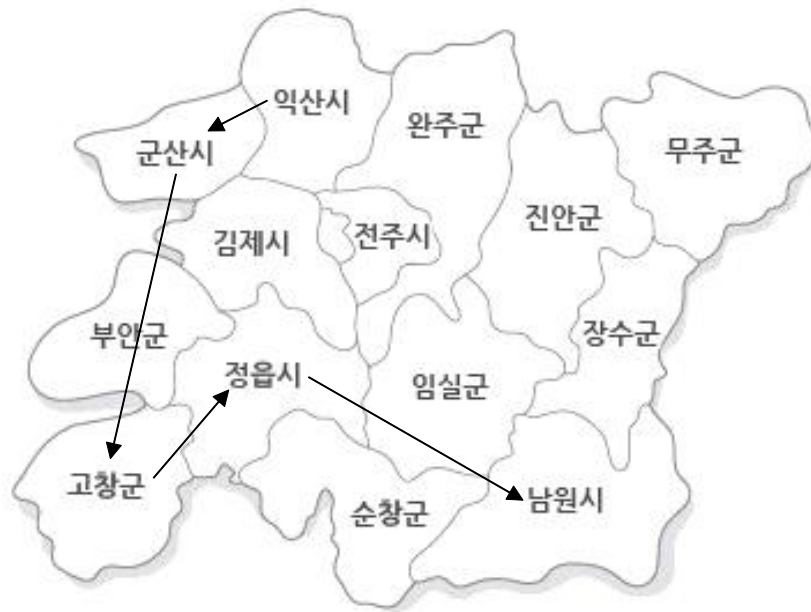 익산시
완주군
무주군
군산시
진안군
김제시
전주시
부안군
장수군
정읍시
임실군
고창군
순창군
남원시